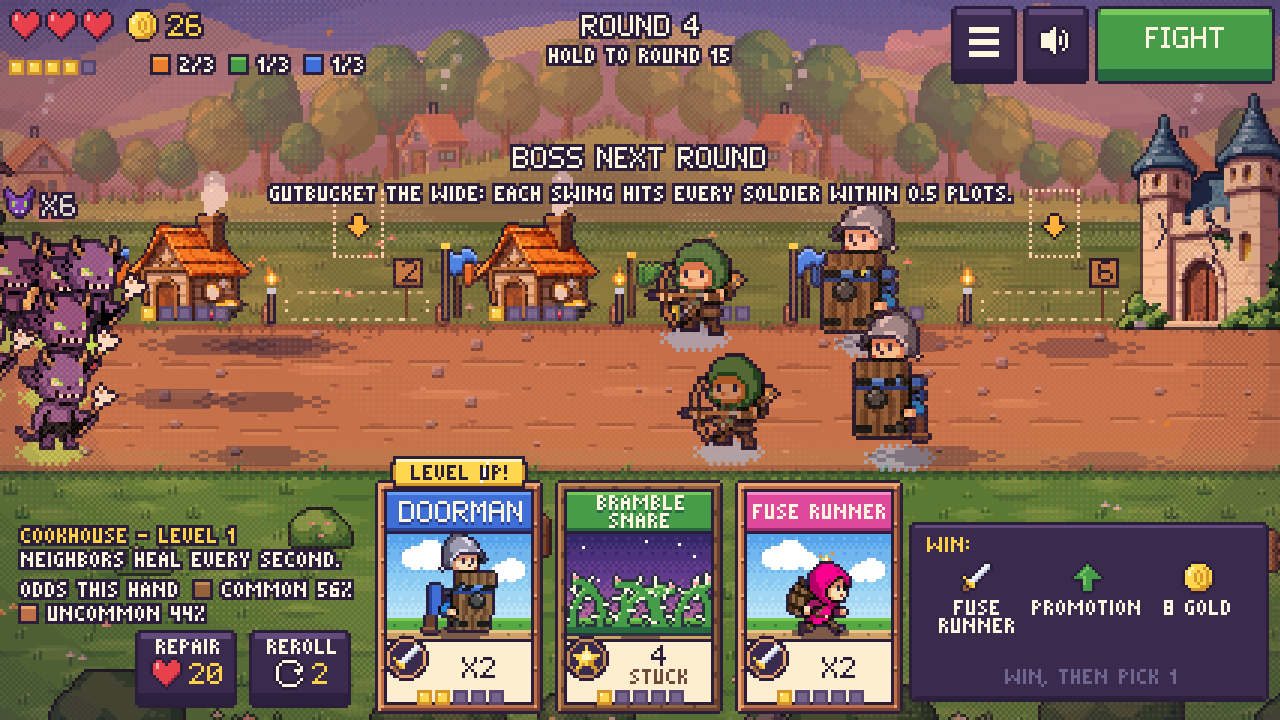 26
2/3 1/3 1/3
ROUND 4
HOLD TO ROUND 15
FIGHT
BOSS NEXT ROUND
GUTBUCKET THE WIDE: EACH SWING HITS EVERY SOLDIER WITHIN 0.5 PLOTS.
X6
2
6
LEVEL UP!
DOORMAN
X2
BRAMBLE
SNARE
4
STUCK
FUSE RUNNER
X2
COOKHOUSE - LEVEL 1
NEIGHBORS HEAL EVERY SECOND.
ODDS THIS HAND COMMON 56%
UNCOMMON 44%
REPAIR
20
REROLL
2
WIN:
FUSE
RUNNER
PROMOTION
8 GOLD
WIN, THEN PICK 1